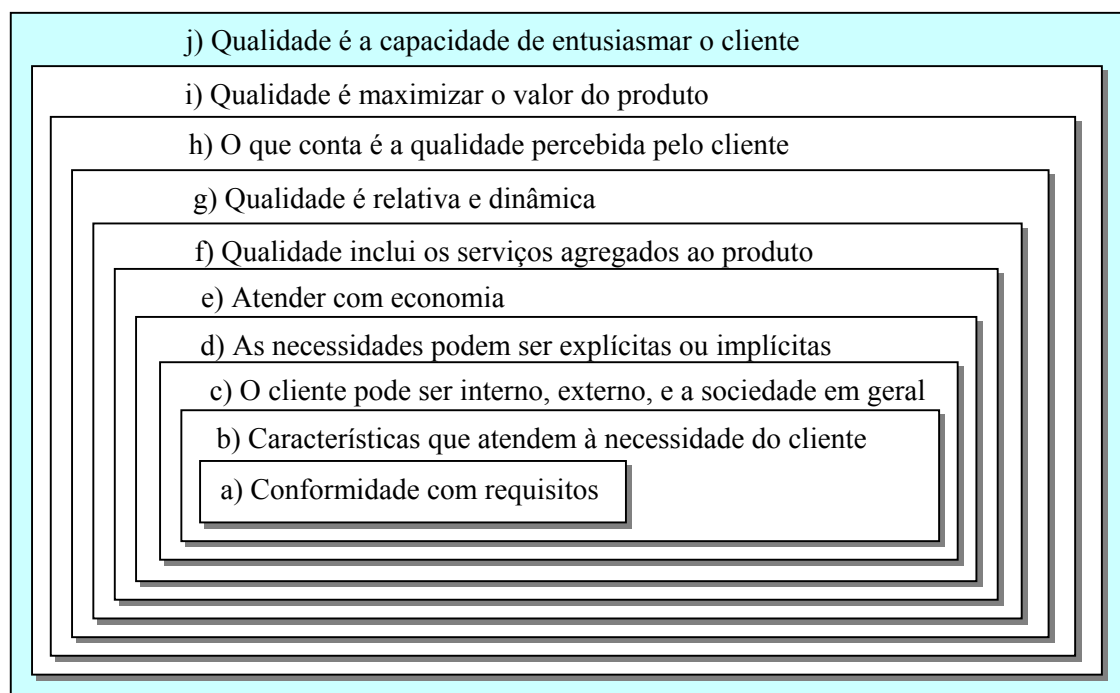 j) Qualidade é a capacidade de entusiasmar o cliente
i) Qualidade é maximizar o valor do produto
h) O que conta é a qualidade percebida pelo cliente
g) Qualidade é relativa e dinâmica
f) Qualidade inclui os serviços agregados ao produto
e) Atender com economia
d) As necessidades podem ser explícitas ou implícitas
c) O cliente pode ser interno, externo, e a sociedade em geral
b) Características que atendem à necessidade do cliente
a) Conformidade com requisitos